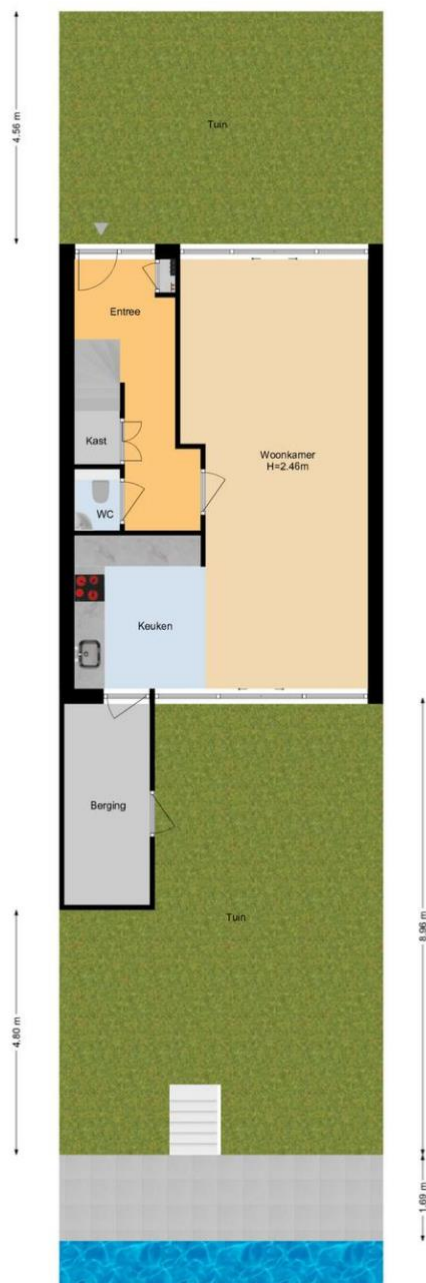 4.56 m
Tuin
Entree
Kast
Woonkamer
H=2.46m
WC
Keuken
Berging
Tuin
8.96 m
4.80 m
1.69 m